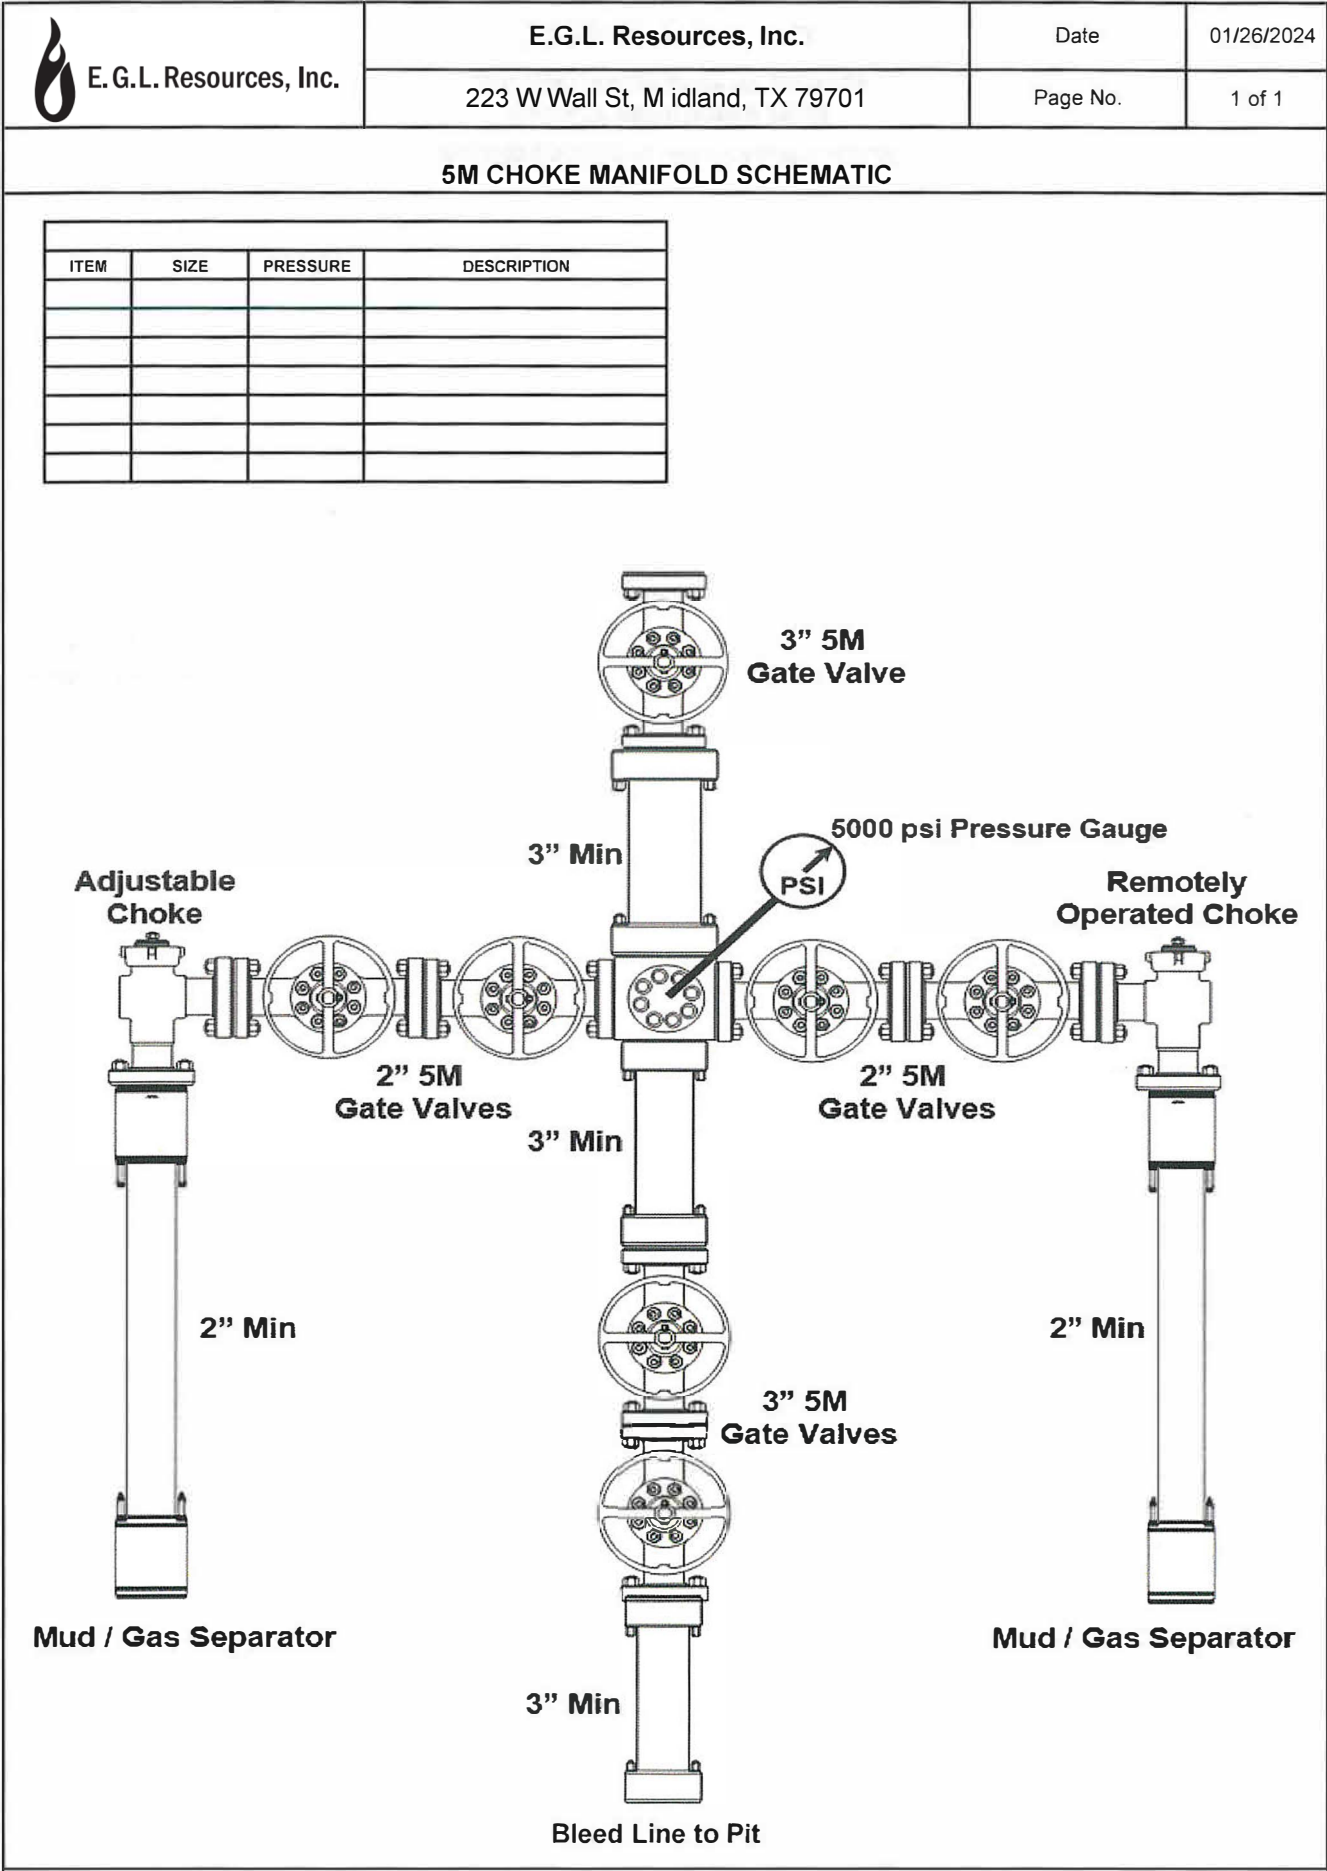 E.G.L. Resources, Inc.
E.G.L. Resources, Inc.
Date
01/26/2024
223 W Wall St, M idland, TX 79701
Page No.
1 of 1
5M CHOKE MANIFOLD SCHEMATIC
ITEM SIZE PRESSURE DESCRIPTION
3” 5M
Gate Valve
5000 psi Pressure Gauge
3” Min
PSI
Adjustable
Choke
Remotely
Operated Choke
2” 5M
Gate Valves
2” 5M
Gate Valves
3” Min
2” Min
2” Min
3” 5M
Gate Valves
Mud / Gas Separator
Mud / Gas Separator
3” Min
Bleed Line to Pit